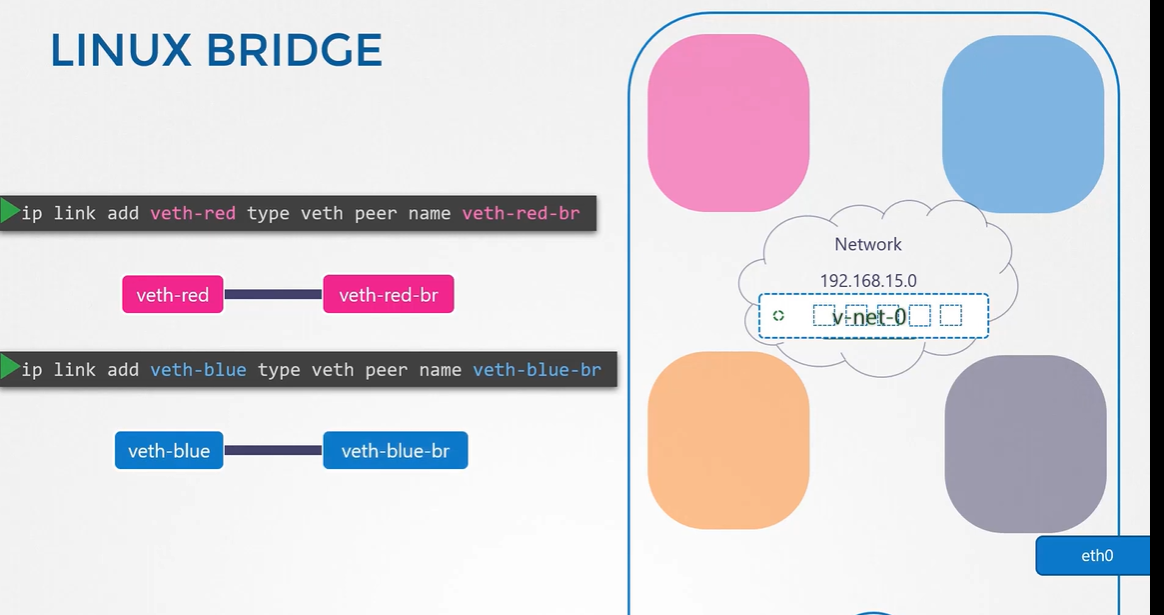 LINUX BRIDGE
ip link add veth-red type veth peer name veth-red-br
veth-red
veth-red-br
ip link add veth-blue type veth peer name veth-blue-br
veth-blue
veth-blue-br
Network
192.168.15.0
v-net-0
eth0